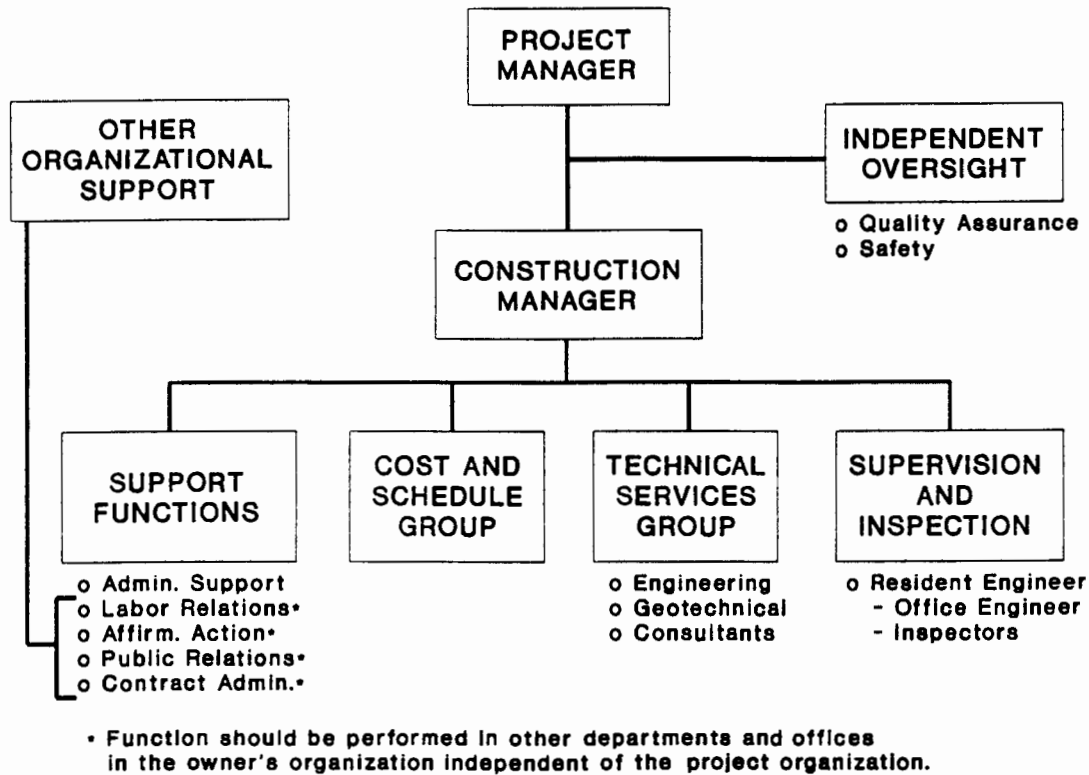 PROJECT
MANAGER
OTHER
ORGANIZATIONAL
SUPPORT
INDEPENDENT
OVERSIGHT
o Quality Assurance
o Safety
CONSTRUCTION
MANAGER
SUPPORT
FUNCTIONS
o Admin. Support
o Labor Relations*
o Affirm. Action*
o Public Relations*
o Contract Admin.*
COST AND
SCHEDULE
GROUP
TECHNICAL
SERVICES
GROUP
o Engineering
o Geotechnical
o Consultants
SUPERVISION
AND
INSPECTION
o Resident Engineer
- Office Engineer
- Inspectors
* Function should be performed in other departments and offices
in the owner's organization independent of the project organization.